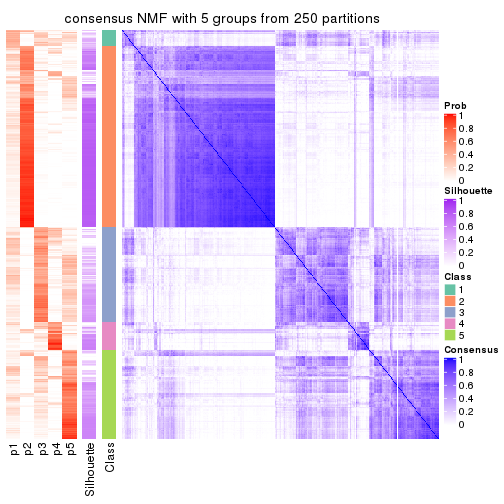 consensus NMF with 5 groups from 250 partitions
Prob
1
0.8
0.6
0.4
0.2
0
Silhouette
1
0.8
0.6
0.4
0.2
0
Class
1
2
3
4
5
Consensus
1
0.8
0.6
0.4
0.2
0
p1
p2
p3
p4
p5
Silhouette
Class